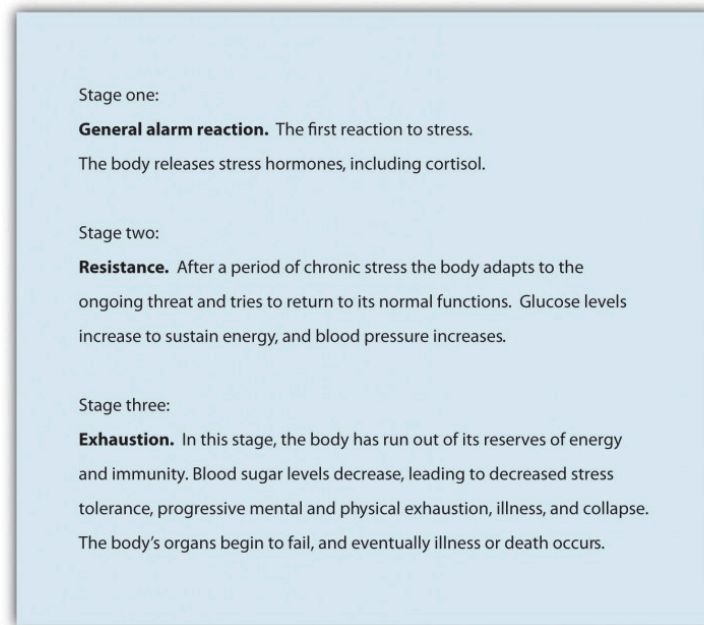 Stage one:
General alarm reaction. The first reaction to stress.
The body releases stress hormones, including cortisol.
Stage two:
Resistance. After a period of chronic stress the body adapts to the
ongoing threat and tries to return to its normal functions. Glucose levels
increase to sustain energy, and blood pressure increases.
Stage three:
Exhaustion. In this stage, the body has run out of its reserves of energy
and immunity. Blood sugar levels decrease, leading to decreased stress
tolerance, progressive mental and physical exhaustion, illness, and collapse.
The body’s organs begin to fail, and eventually illness or death occurs.